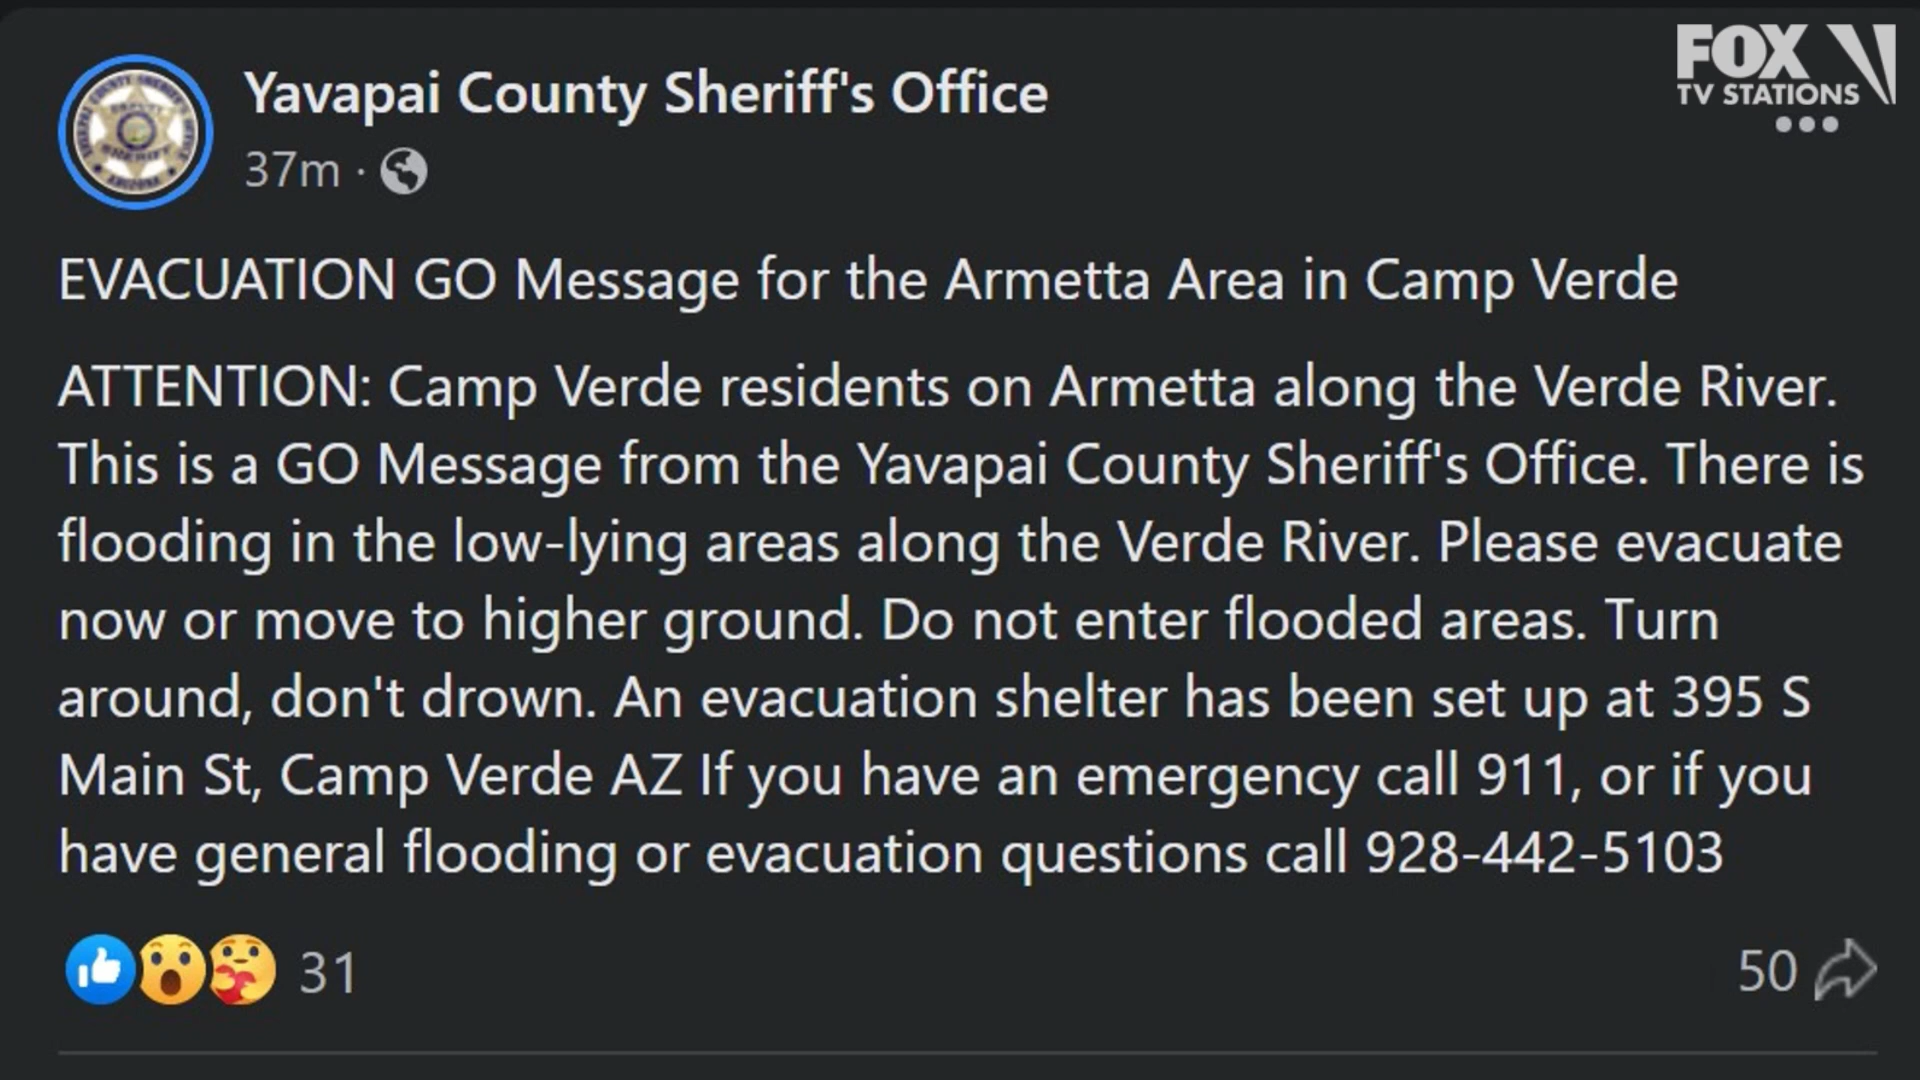 FOX
TV STATIONS
Yavapai County Sheriff's Office
37m ·
EVACUATION GO Message for the Armetta Area in Camp Verde
ATTENTION: Camp Verde residents on Armetta along the Verde River.
This is a GO Message from the Yavapai County Sheriff's Office. There is
flooding in the low-lying areas along the Verde River. Please evacuate
now or move to higher ground. Do not enter flooded areas. Turn
around, don't drown. An evacuation shelter has been set up at 395 S
Main St, Camp Verde AZ If you have an emergency call 911, or if you
have general flooding or evacuation questions call 928-442-5103
31
50